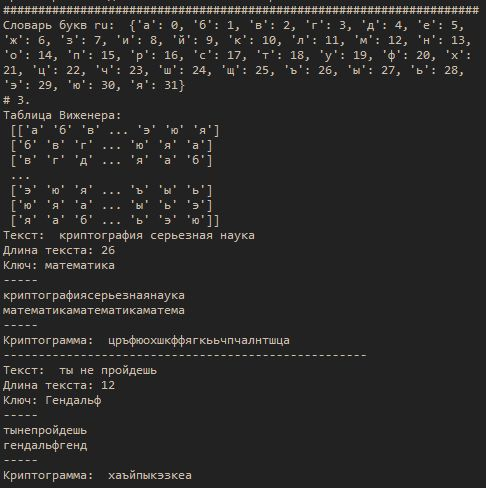 ####################################################################
Словарь букв ru:  {'а': 0, 'б': 1, 'в': 2, 'г': 3, 'д': 4, 'е': 5,
'ж': 6, 'з': 7, 'и': 8, 'й': 9, 'к': 10, 'л': 11, 'м': 12, 'н': 13,
'о': 14, 'п': 15, 'р': 16, 'с': 17, 'т': 18, 'у': 19, 'ф': 20, 'х':
21, 'ц': 22, 'ч': 23, 'ш': 24, 'щ': 25, 'ъ': 26, 'ы': 27, 'ь': 28,
'э': 29, 'ю': 30, 'я': 31}
# 3.
Таблица Виженера:
[['а' 'б' 'в' ... 'э' 'ю' 'я']
['б' 'в' 'г' ... 'ю' 'я' 'а']
['в' 'г' 'д' ... 'я' 'а' 'б']
...
['э' 'ю' 'я' ... 'ъ' 'ы' 'ь']
['ю' 'я' 'а' ... 'ы' 'ь' 'э']
['я' 'а' 'б' ... 'ь' 'э' 'ю']]
Текст:  криптография серьезная наука
Длина текста: 26
Ключ: математика
-----
криптографиясерьезнаянаука
математикаматематикаматема
-----
Криптограмма:  цръфюохшкффягкььчпчалнтшца
----------------------------------------------------
Текст:  ты не пройдешь
Длина текста: 12
Ключ: Гендальф
-----
тынепройдешь
гендальфгенд
-----
Криптограмма:  хаъйпыкэзкеа